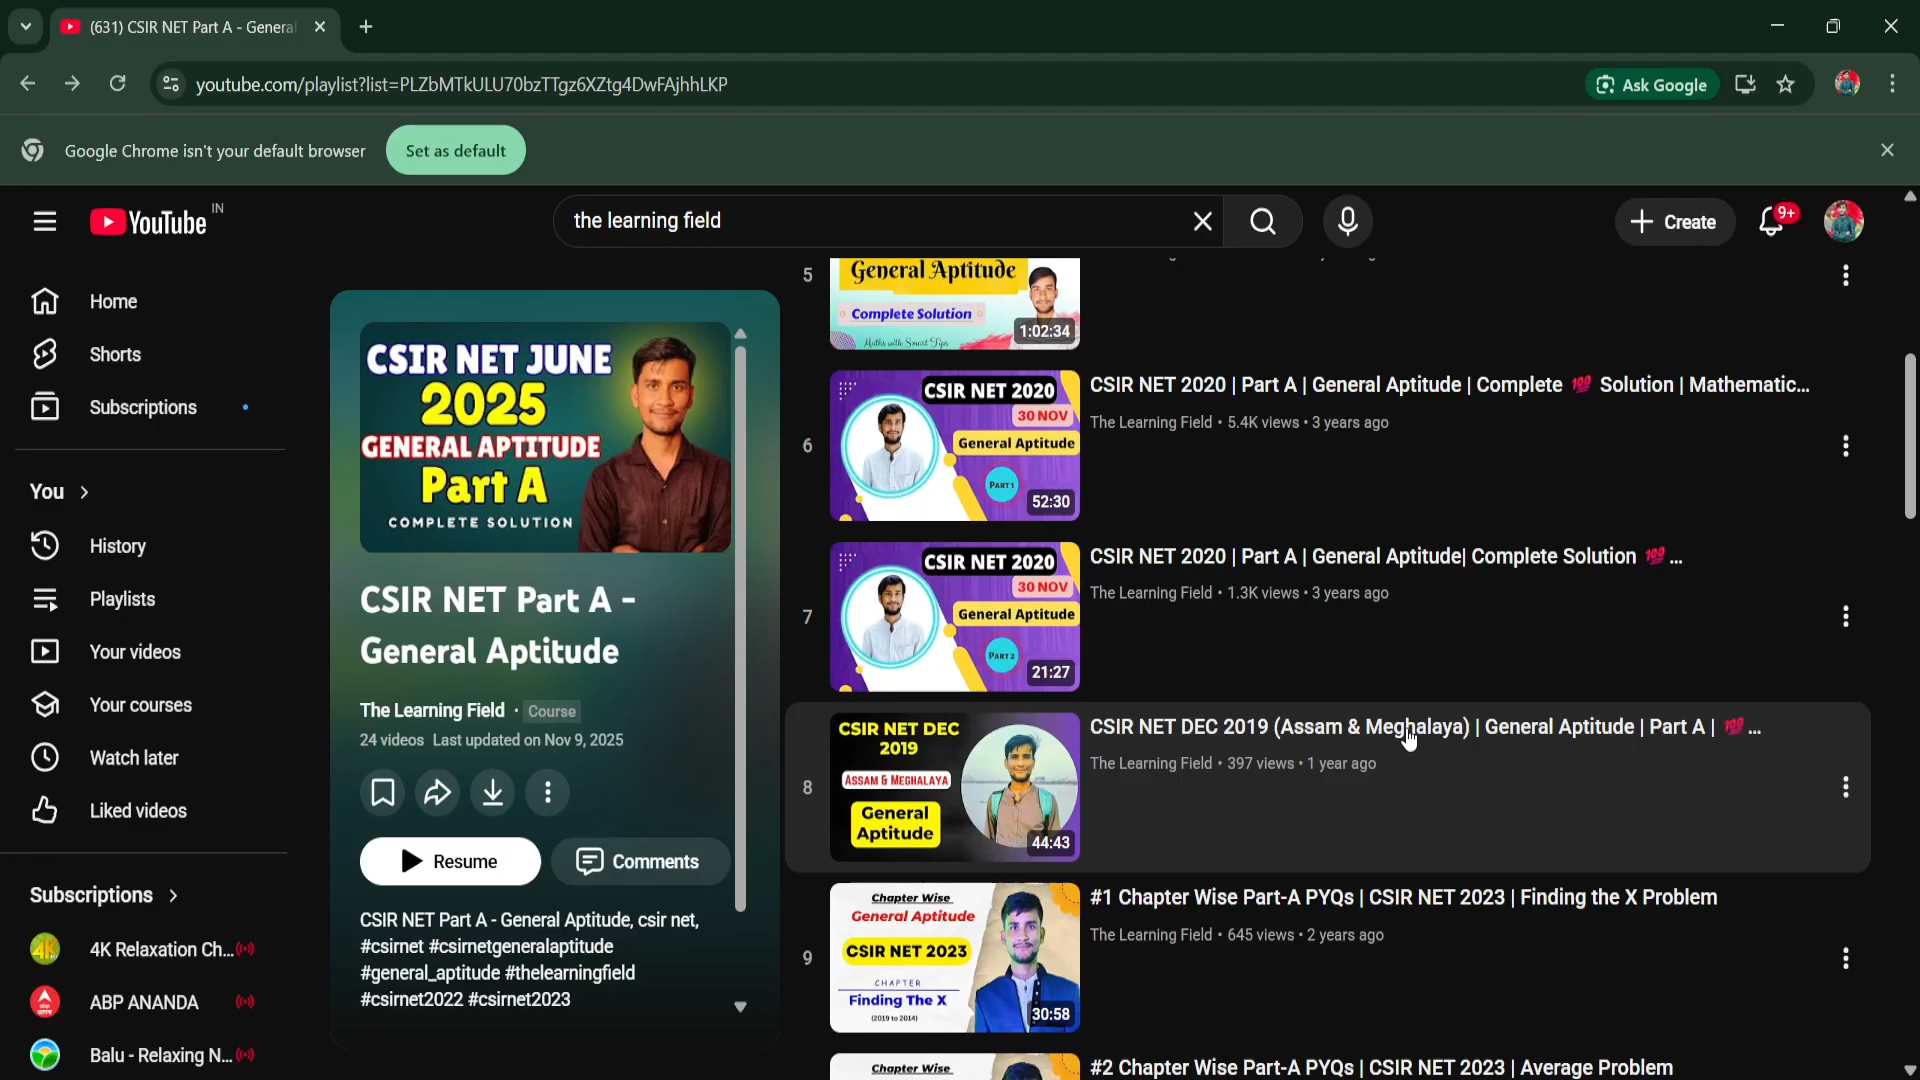 (631) CSIR NET Part A - General
youtube.com/playlist?list=PLZbMTkULU70bzTTgz6XZtg4DwFAjhhLKP
Ask Google
Google Chrome isn't your default browser
Set as default
YouTube IN
the learning field
Create
9+
Home
Shorts
Subscriptions
You
History
Playlists
Your videos
Your courses
Watch later
Liked videos
Subscriptions
4K Relaxation Ch...
ABP ANANDA
Balu - Relaxing N...
CSIR NET JUNE
2025
GENERAL APTITUDE
Part A
COMPLETE SOLUTION
CSIR NET Part A -
General Aptitude
The Learning Field · Course
24 videos Last updated on Nov 9, 2025
Resume
Comments
CSIR NET Part A - General Aptitude, csir net,
#csirnet #csirnetgeneralaptitude
#general_aptitude #thelearningfield
#csirnet2022 #csirnet2023
5
General Aptitude
Complete Solution
Maths with Smart Tips
1:02:34
6
CSIR NET 2020
30 NOV
General Aptitude
PART 1
52:30
CSIR NET 2020 | Part A | General Aptitude | Complete 💯 Solution | Mathematic...
The Learning Field • 5.4K views • 3 years ago
7
CSIR NET 2020
30 NOV
General Aptitude
PART 2
21:27
CSIR NET 2020 | Part A | General Aptitude| Complete Solution 💯 ...
The Learning Field • 1.3K views • 3 years ago
8
CSIR NET DEC
2019
ASSAM & MEGHALAYA
General
Aptitude
44:43
CSIR NET DEC 2019 (Assam & Meghalaya) | General Aptitude | Part A | 💯 ...
The Learning Field • 397 views • 1 year ago
9
Chapter Wise
General Aptitude
CSIR NET 2023
CHAPTER
Finding The X
(2019 to 2014)
30:58
#1 Chapter Wise Part-A PYQs | CSIR NET 2023 | Finding the X Problem
The Learning Field • 645 views • 2 years ago
Chapter Wise
#2 Chapter Wise Part-A PYQs | CSIR NET 2023 | Average Problem